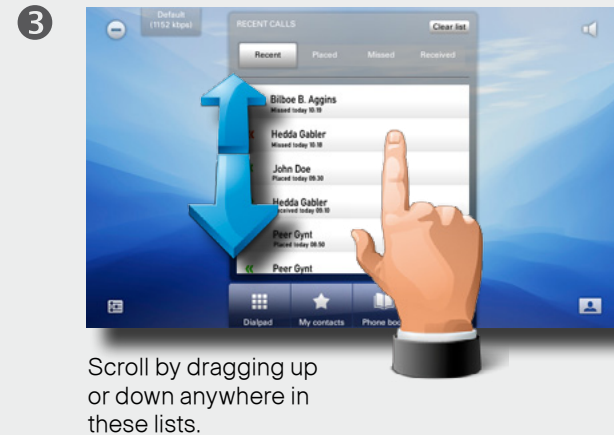 3
Default
(1152 kbps)
RECENT CALLS
Clear list
Recent Placed Missed Received
Bilboe B. Aggins
Missed today 10:19
Hedda Gabler
Missed today 10:18
John Doe
Placed today 09:30
Hedda Gabler
Received today 09:10
Peer Gynt
Placed today 08:50
Peer Gynt
Dialpad My contacts Phone
Scroll by dragging up
or down anywhere in
these lists.